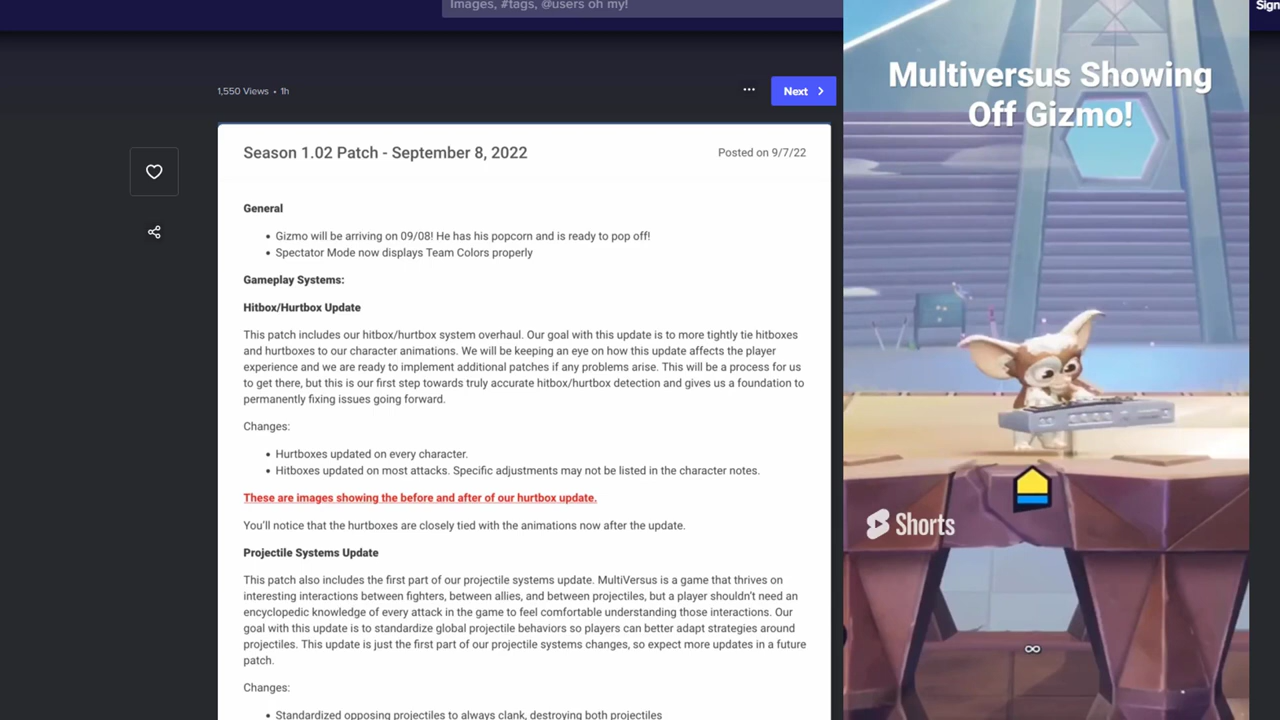 Images, #tags, @users oh my!
Sign
1,550 Views • 1h
••• Next
Season 1.02 Patch - September 8, 2022
Posted on 9/7/22
General
• Gizmo will be arriving on 09/08! He has his popcorn and is ready to pop off!
• Spectator Mode now displays Team Colors properly
Gameplay Systems:
Hitbox/Hurtbox Update
This patch includes our hitbox/hurtbox system overhaul. Our goal with this update is to more tightly tie hitboxes
and hurtboxes to our character animations. We will be keeping an eye on how this update affects the player
experience and we are ready to implement additional patches if any problems arise. This will be a process for us
to get there, but this is our first step towards truly accurate hitbox/hurtbox detection and gives us a foundation to
permanently fixing issues going forward.
Changes:
• Hurtboxes updated on every character.
• Hitboxes updated on most attacks. Specific adjustments may not be listed in the character notes.
These are images showing the before and after of our hurtbox update.
You'll notice that the hurtboxes are closely tied with the animations now after the update.
Projectile Systems Update
This patch also includes the first part of our projectile systems update. MultiVersus is a game that thrives on
interesting interactions between fighters, between allies, and between projectiles, but a player shouldn't need an
encyclopedic knowledge of every attack in the game to feel comfortable understanding those interactions. Our
goal with this update is to standardize global projectile behaviors so players can better adapt strategies around
projectiles. This update is just the first part of our projectile systems changes, so expect more updates in a future
patch.
Changes:
• Standardized opposing projectiles to always clank, destroying both projectiles
Multiversus Showing
Off Gizmo!
Shorts
∞